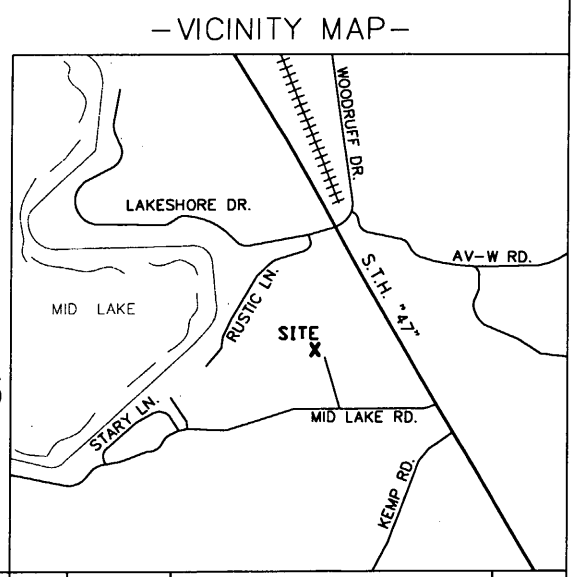 -VICINITY MAP-
WOODRUFF DR.
LAKESHORE DR.
AV-W RD.
S.T.H. "47"
RUSTIC LN.
MID LAKE
SITE
X
STARY LN.
MID LAKE RD.
KEMP RD.